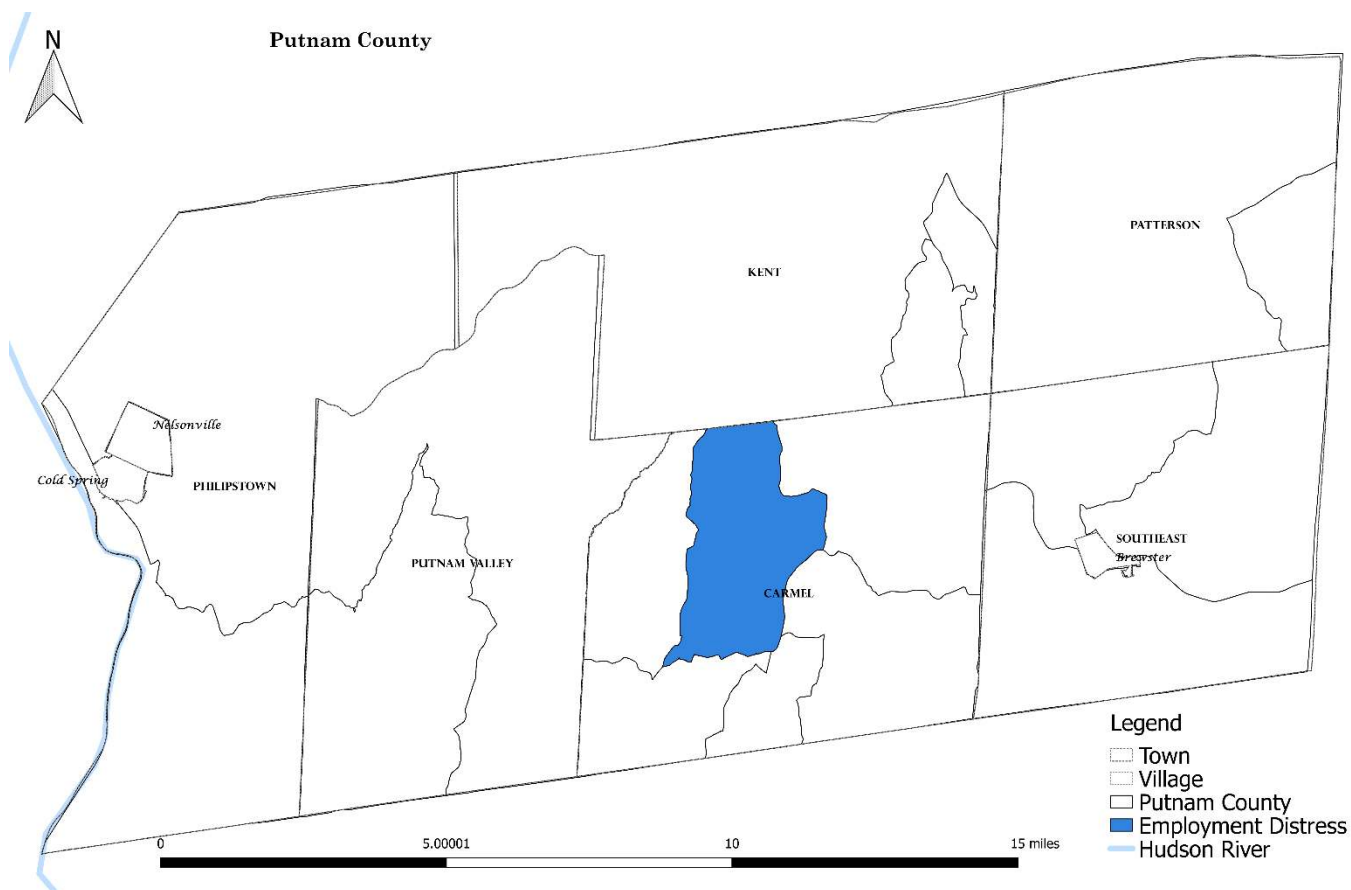 Putnam County
N
PATTERSON
KENT
Nelsonville
Cold Spring
PHILIPSTOWN
PUTNAM VALLEY
CARMEL
SOUTHEAST
Brewster
Legend
Town
Village
Putnam County
Employment Distress
Hudson River
0 5.00001 10 15 miles